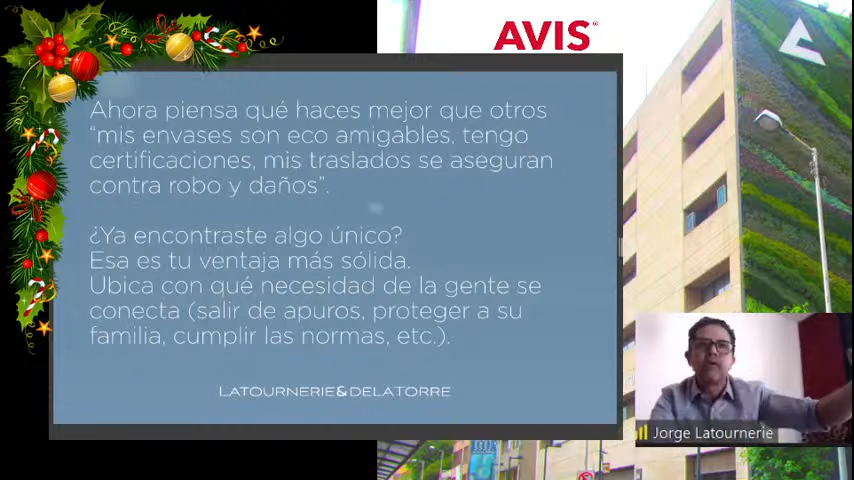 AVIS®
Ahora piensa qué haces mejor que otros
“mis envases son eco amigables, tengo
certificaciones, mis traslados se aseguran
contra robo y daños”.
¿Ya encontraste algo único?
Esa es tu ventaja más sólida.
Ubica con qué necesidad de la gente se
conecta (salir de apuros, proteger a su
familia, cumplir las normas, etc.).
LATOURNERIE&DELATORRE
Jorge Latournerie